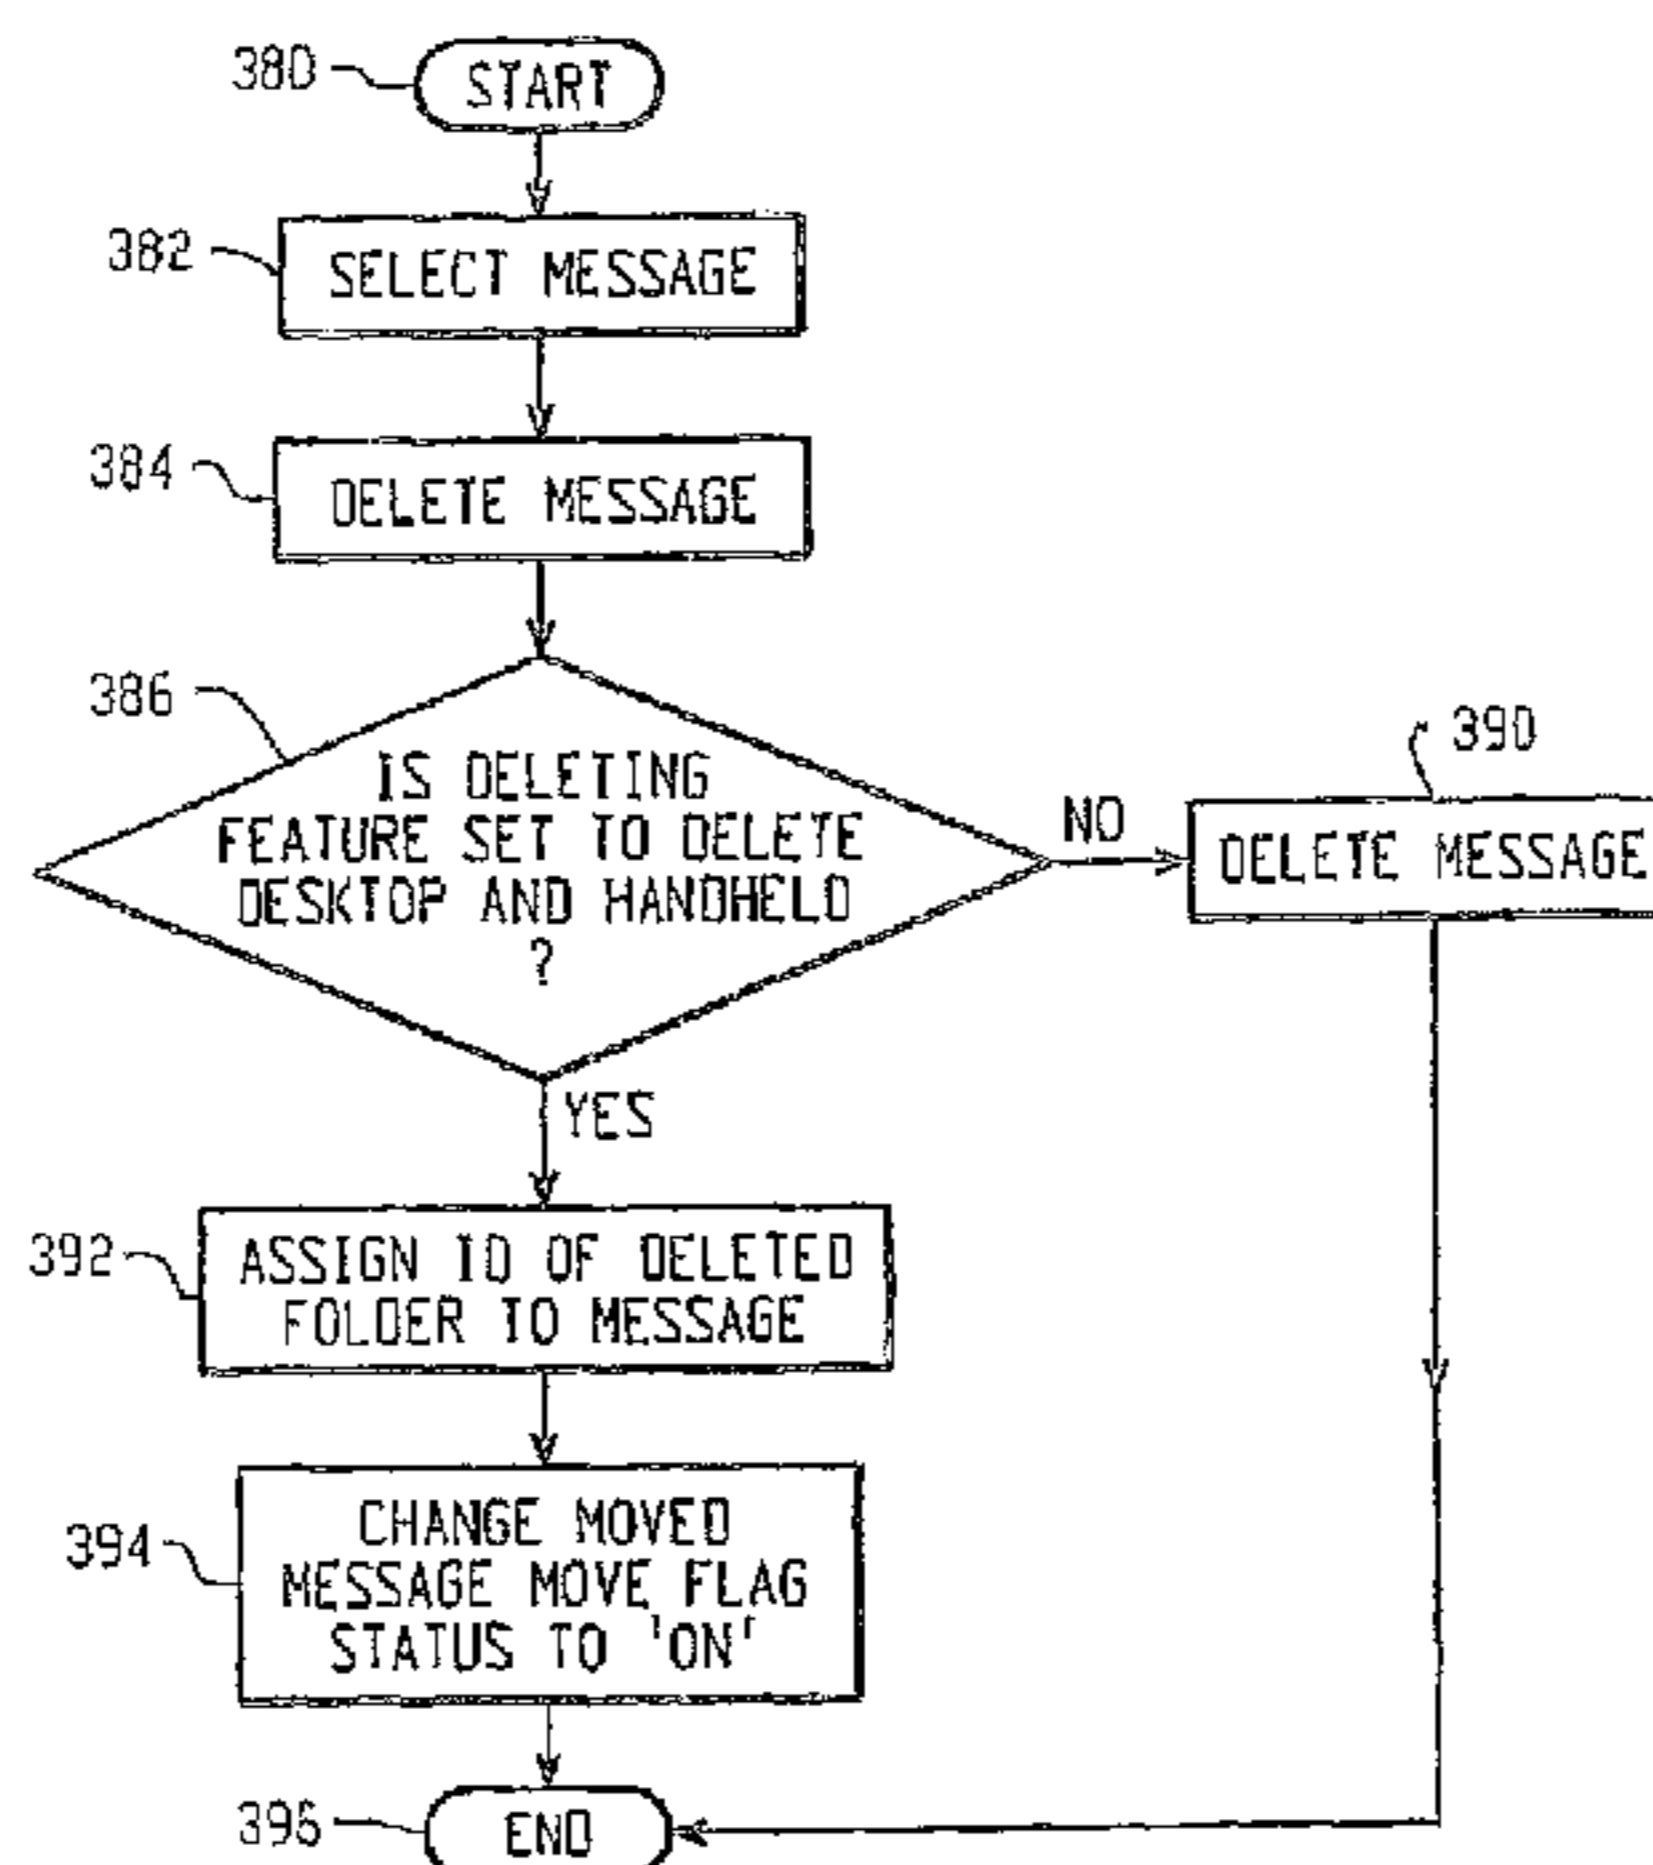 380
START
382
SELECT MESSAGE
384
DELETE MESSAGE
386
IS DELETING
FEATURE SET TO DELETE
DESKTOP AND HANDHELD
?
NO
390
DELETE MESSAGE
YES
392
ASSIGN ID OF DELETED
FOLDER TO MESSAGE
394
CHANGE MOVED
MESSAGE MOVE FLAG
STATUS TO 'ON'
396
END